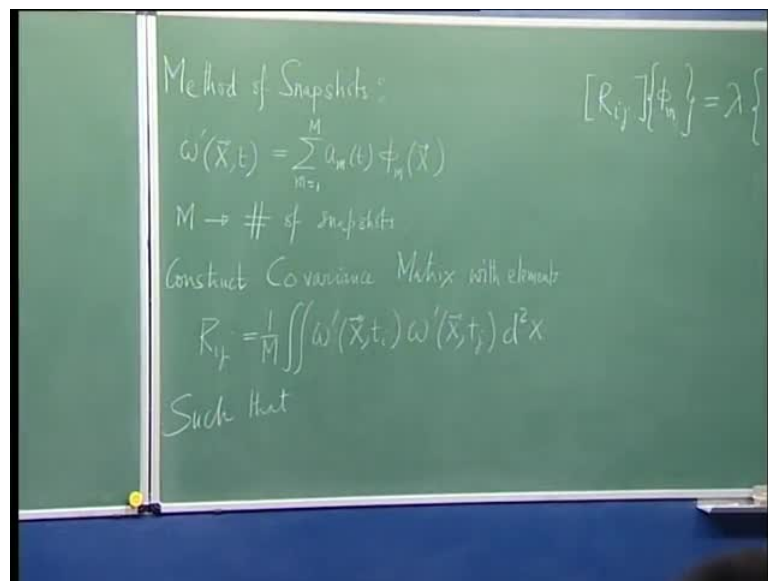 Method of Snapshots:
ω'(x⃗,t) = Σ_{m=1}^{M} a_m(t) ϕ_m(x⃗)
M → # of snapshots
Construct Covariance Matrix with elements
R_ij = 1/M ∫∫ ω'(x⃗,t_i) ω'(x⃗,t_j) d²x
Such that
[R_ij]{ϕ_m} = λ{